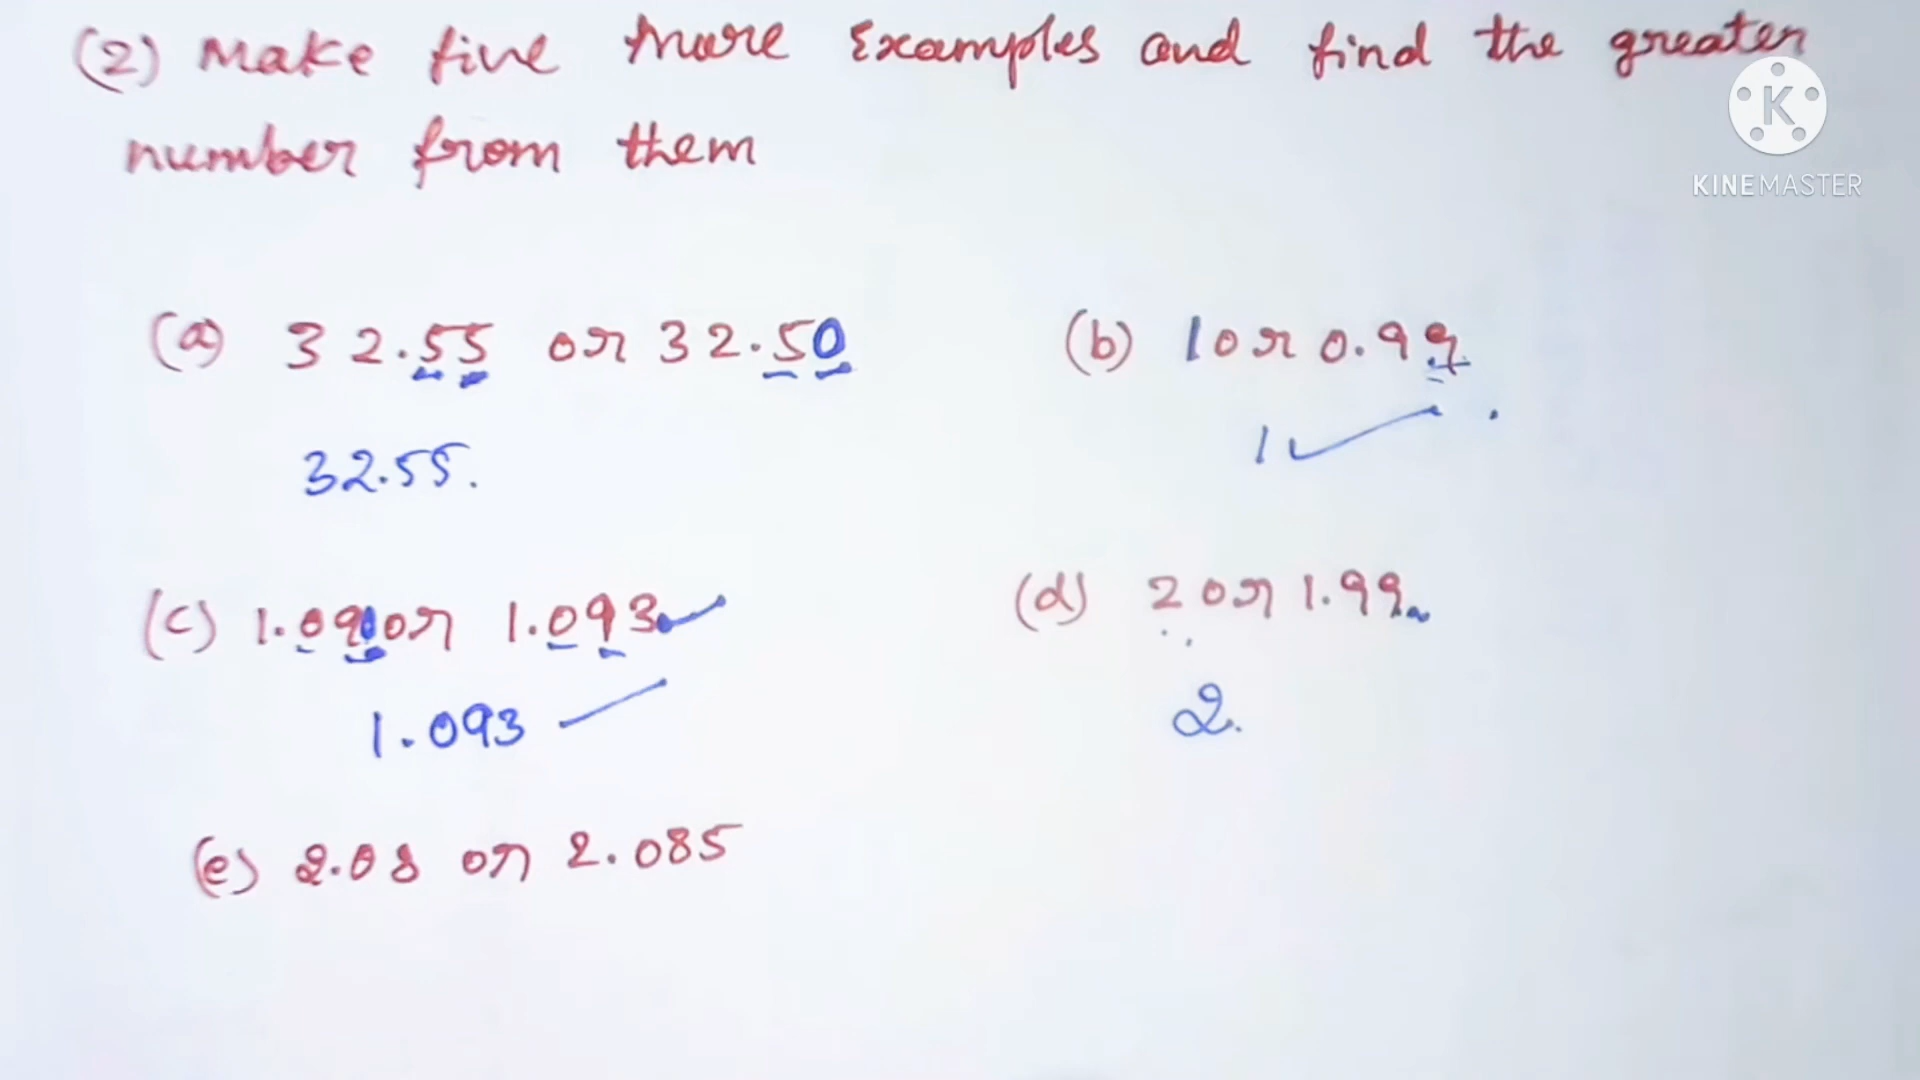 (2) Make five more Examples and find the greater
KINEMASTER
number from them
(a) 32.55 or 32.50
(b) 1 or 0.99
32.55.
1
(c) 1.090 or 1.093
(d) 2 or 1.99
1.093
2.
(e) 2.08 or 2.085